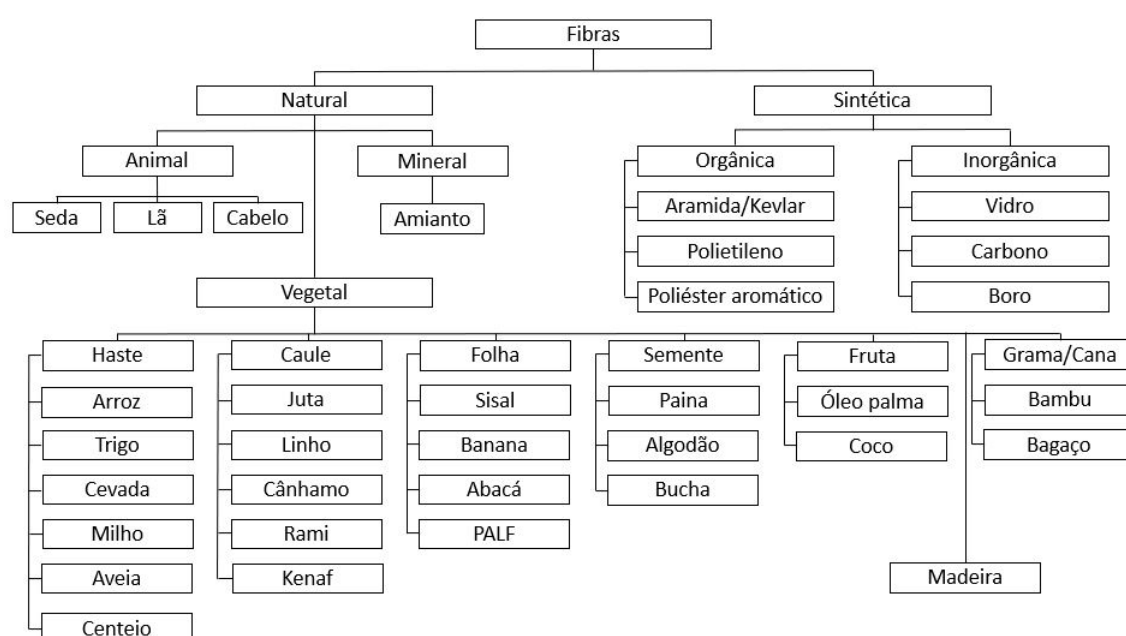 Fibras
Natural
Sintética
Animal
Mineral
Orgânica
Inorgânica
Seda
Lã
Cabelo
Amianto
Aramida/Kevlar
Vidro
Polietileno
Carbono
Poliéster aromático
Boro
Vegetal
Haste
Caule
Folha
Semente
Fruta
Grama/Cana
Arroz
Juta
Sisal
Paina
Óleo palma
Bambu
Trigo
Linho
Banana
Algodão
Coco
Bagaço
Cevada
Cânhamo
Abacá
Bucha
Milho
Rami
PALF
Aveia
Kenaf
Madeira
Centeio